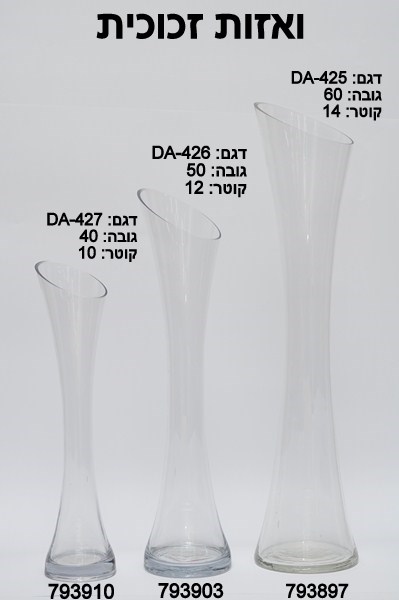 ואזות זכוכית
דגם: DA-425
גובה: 60
קוטר: 14
דגם: DA-426
גובה: 50
קוטר: 12
דגם: DA-427
גובה: 40
קוטר: 10
793910
793903
793897